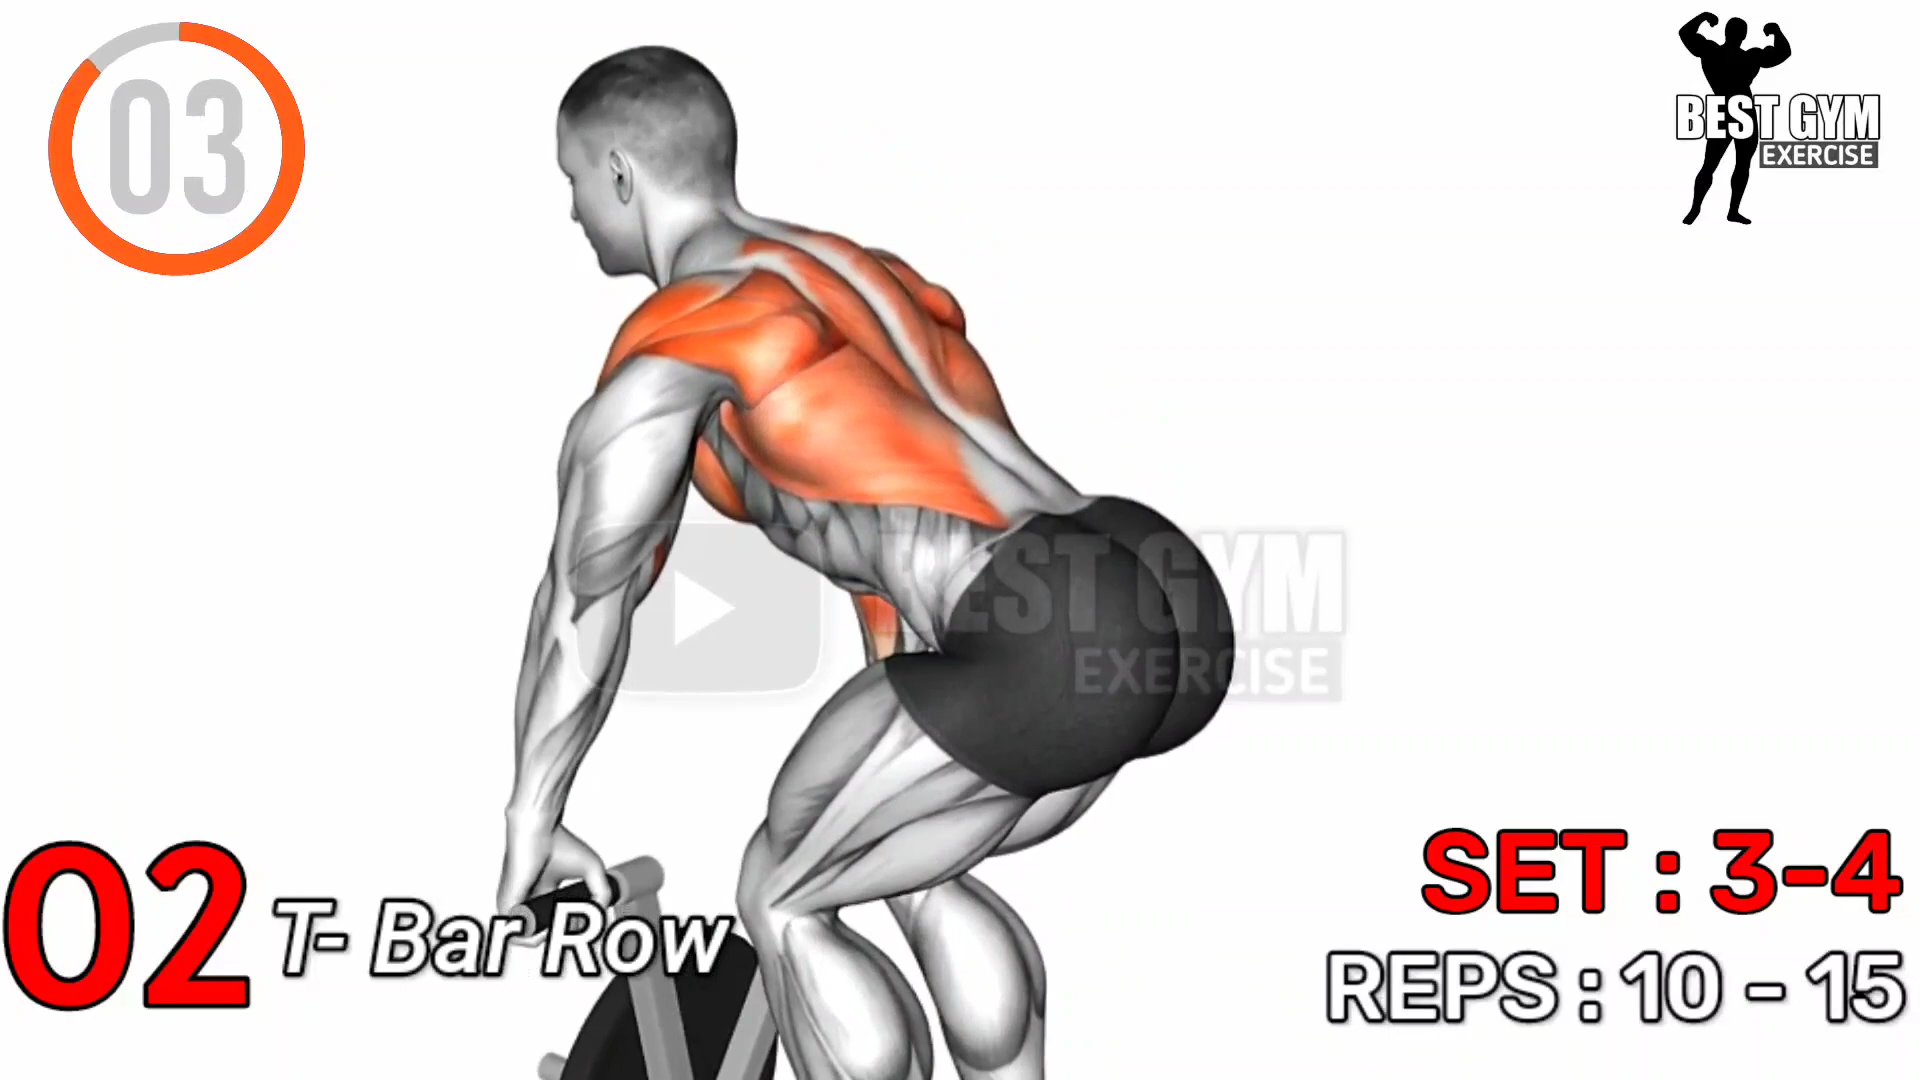 03
BEST GYM
EXERCISE
BEST GYM
EXERCISE
02 T- Bar Row
SET : 3-4
REPS : 10 - 15